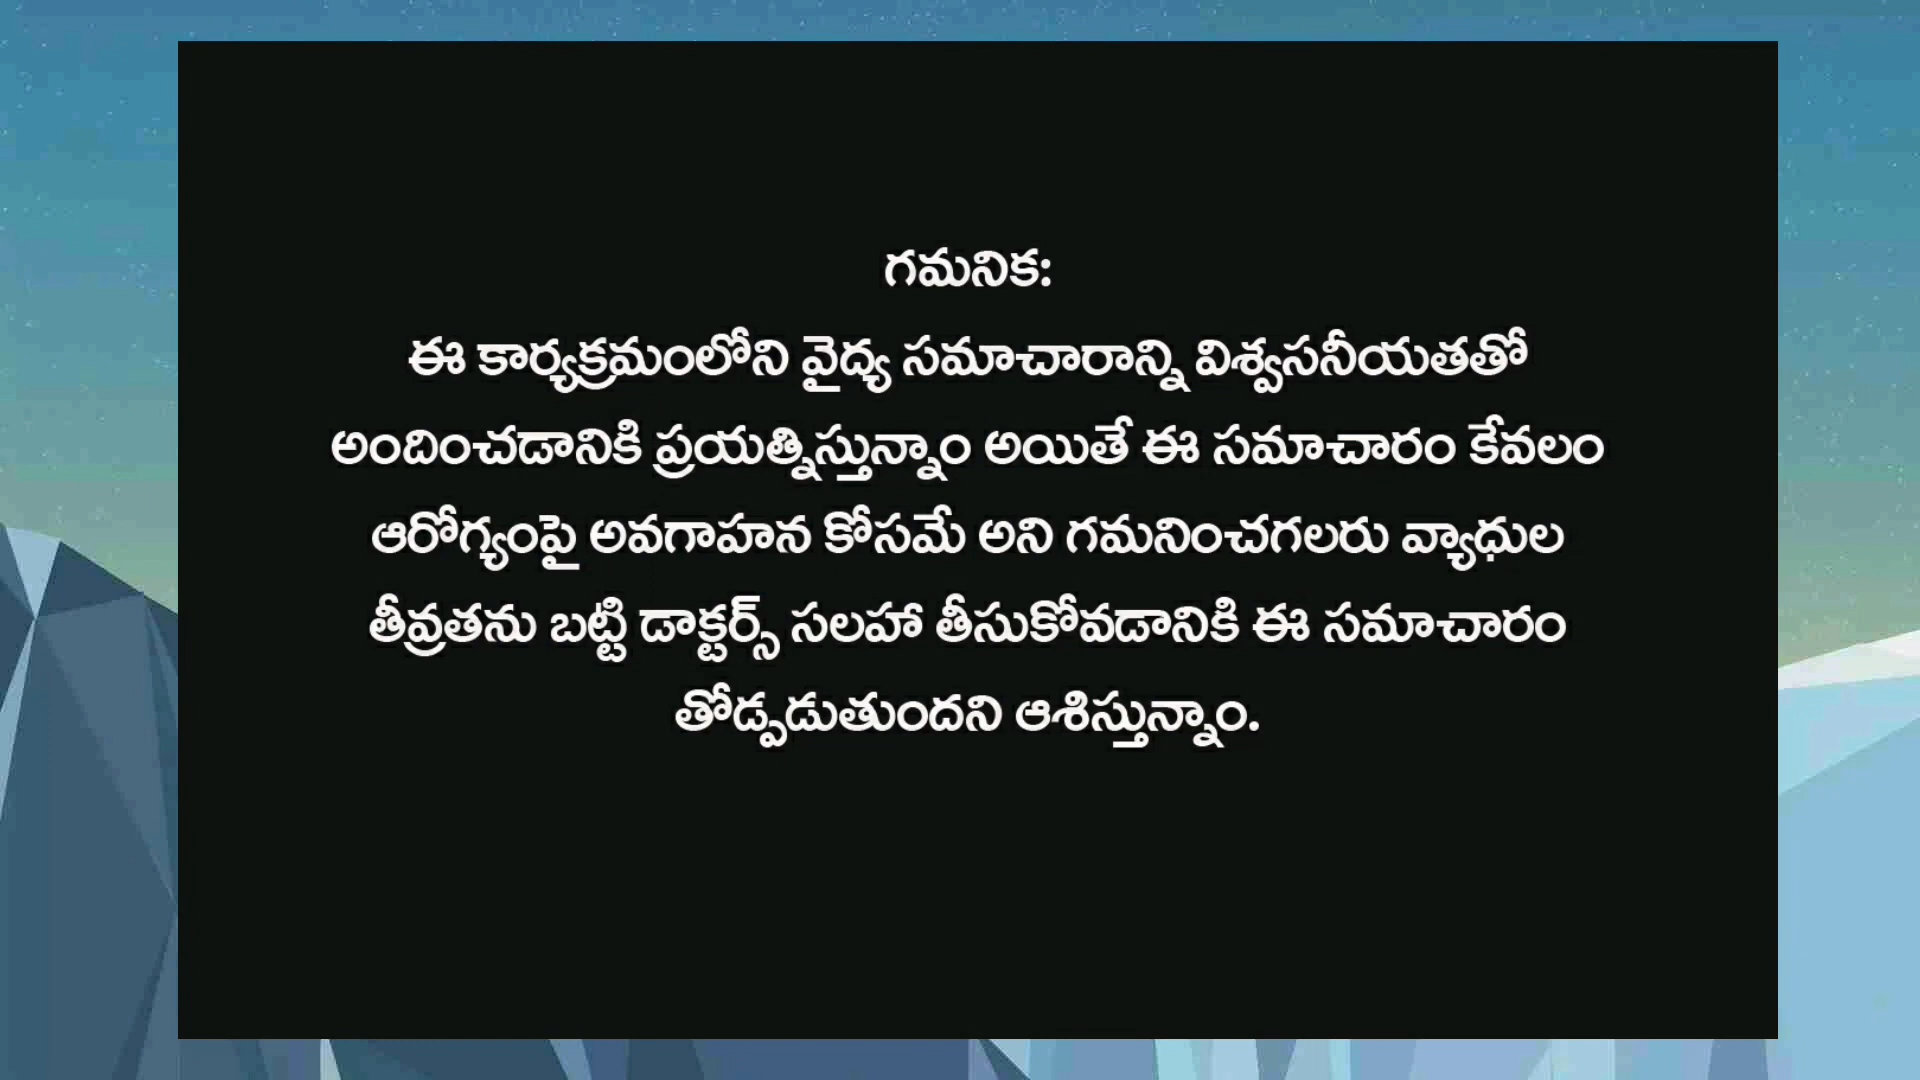 గమనిక:
ఈ కార్యక్రమంలోని వైద్య సమాచారాన్ని విశ్వసనీయతతో
అందించడానికి ప్రయత్నిస్తున్నాం అయితే ఈ సమాచారం కేవలం
ఆరోగ్యంపై అవగాహన కోసమే అని గమనించగలరు వ్యాధుల
తీవ్రతను బట్టి డాక్టర్స్ సలహా తీసుకోవడానికి ఈ సమాచారం
తోడ్పడుతుందని ఆశిస్తున్నాం.